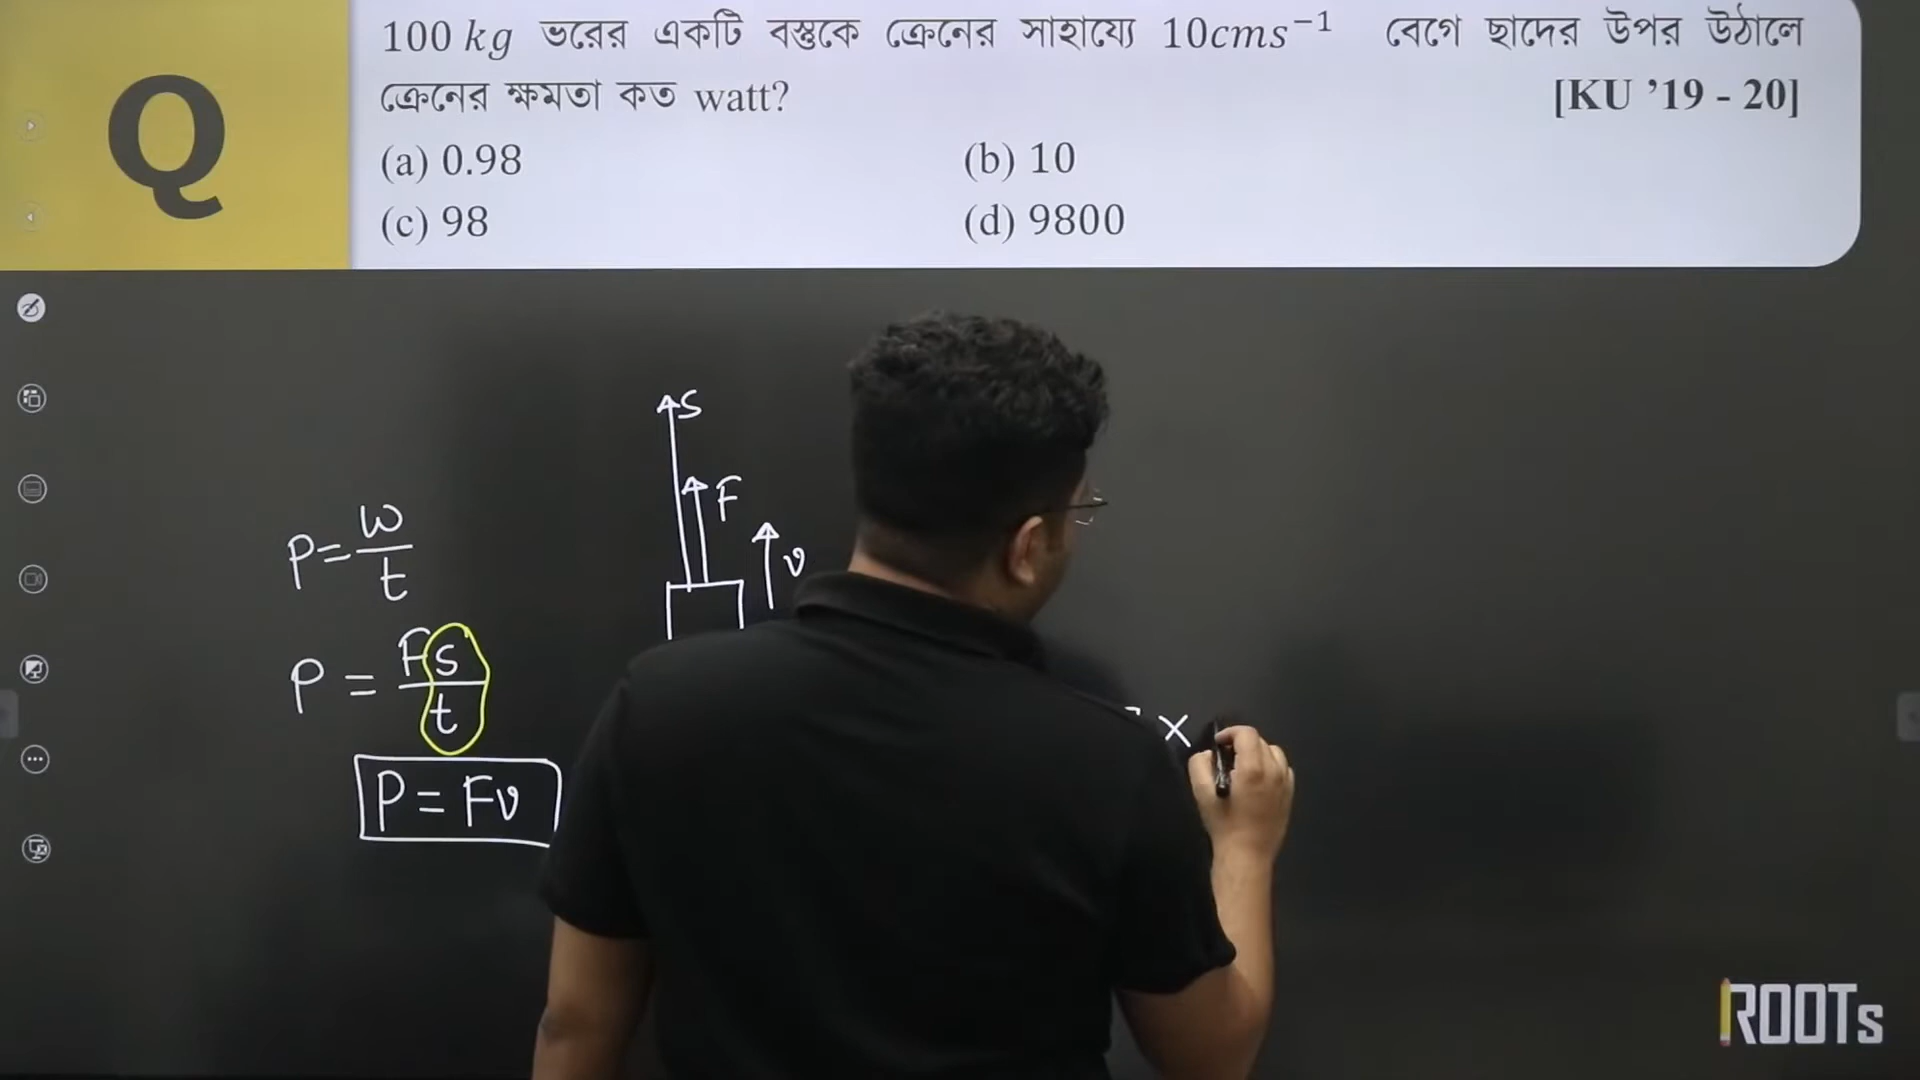 Q
100 kg ভরের একটি বস্তুকে ক্রেনের সাহায্যে 10cms⁻¹ বেগে ছাদের উপর উঠালে
ক্রেনের ক্ষমতা কত watt? [KU ’19 - 20]
(a) 0.98 (b) 10
(c) 98 (d) 9800
S
F
v
P = W/t
P = Fs/t
P = Fv
×
ROOTs